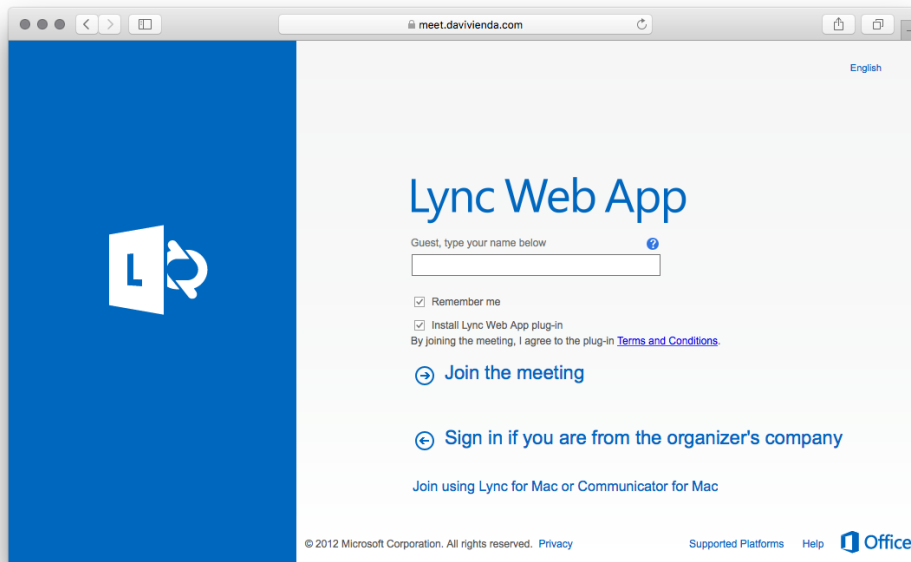 meet.davivienda.com
English
L
Lync Web App
Guest, type your name below
?
Remember me
Install Lync Web App plug-in
By joining the meeting, I agree to the plug-in Terms and Conditions.
Join the meeting
Sign in if you are from the organizer's company
Join using Lync for Mac or Communicator for Mac
© 2012 Microsoft Corporation. All rights reserved. Privacy Supported Platforms Help Office